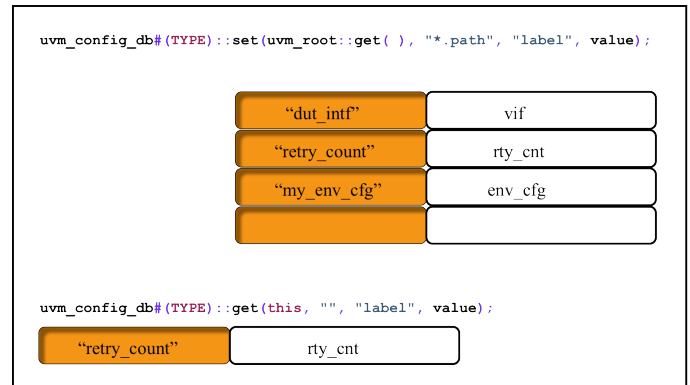 uvm_config_db#(TYPE)::set(uvm_root::get( ), "*.path", "label", value);
“dut_intf” vif
“retry_count” rty_cnt
“my_env_cfg” env_cfg
uvm_config_db#(TYPE)::get(this, "", "label", value);
“retry_count” rty_cnt